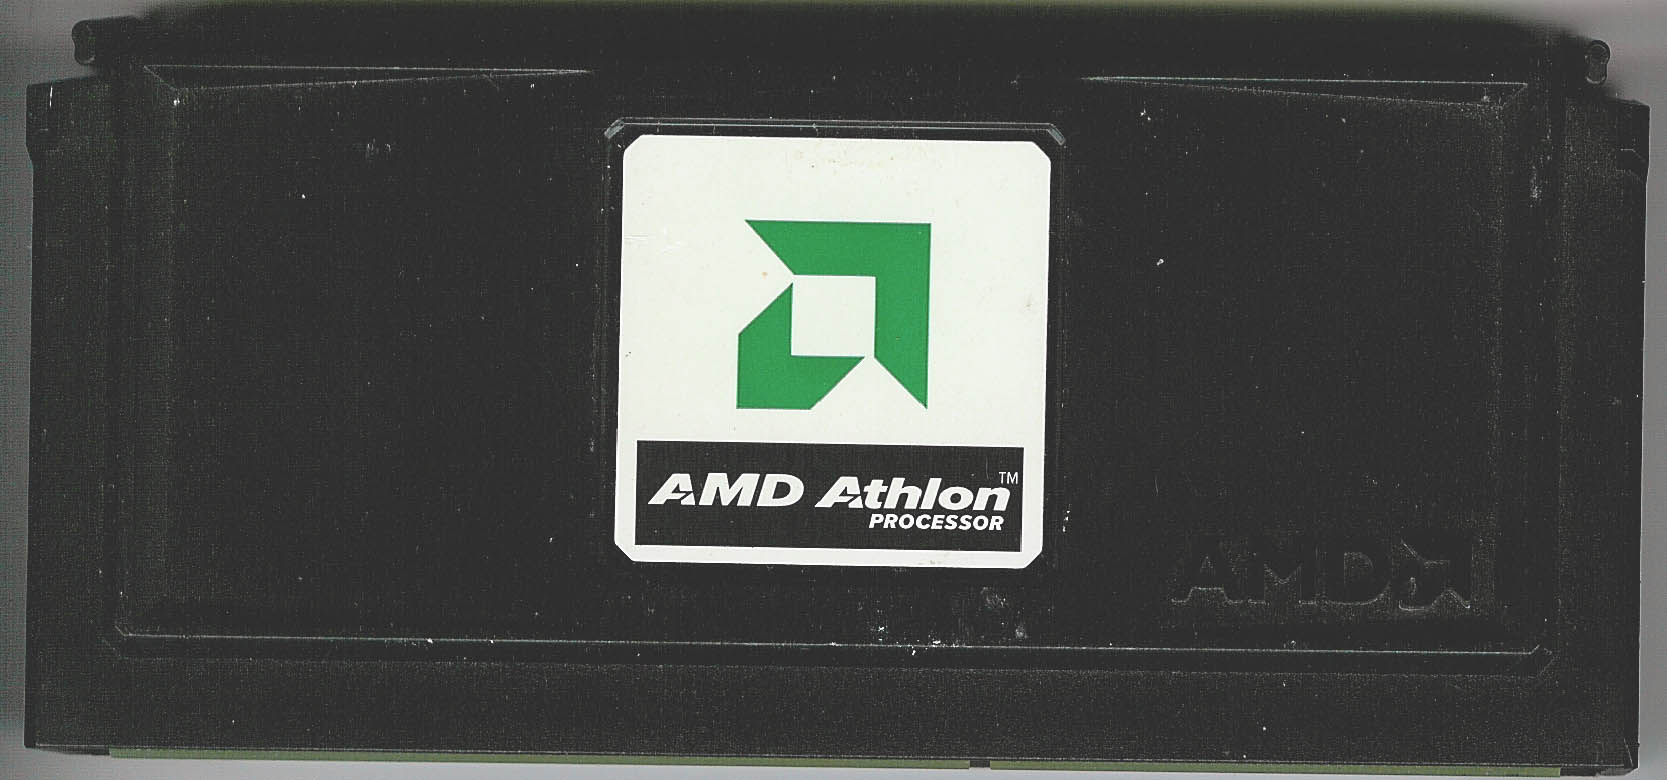 AMD Athlon™
PROCESSOR
AMD